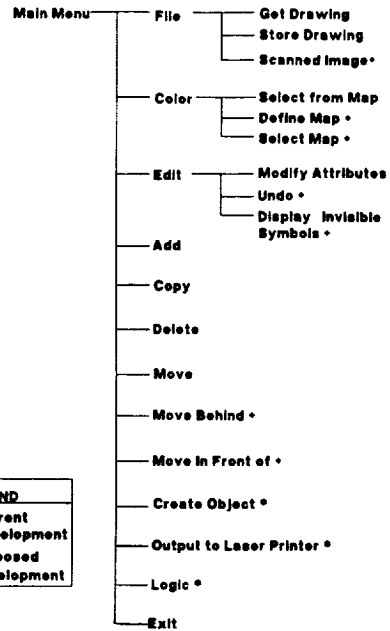 Main Menu File Get Drawing
Store Drawing
Scanned Image+
Color Select from Map
Define Map +
Select Map +
Edit Modify Attributes
Undo +
Display Invisible
Symbols +
Add
Copy
Delete
Move
Move Behind +
Move In Front of +
Create Object *
Output to Laser Printer *
Logic *
Exit
ND
rent
elopment
osed
elopment